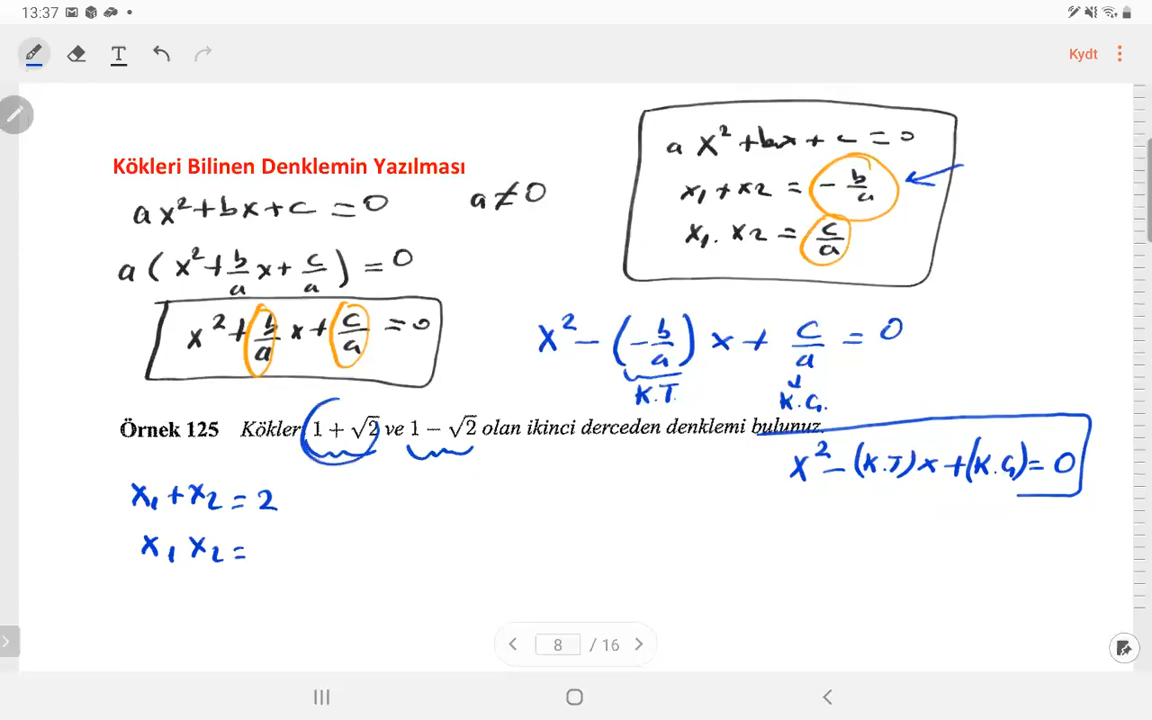 13:37
T
Kydt
Kökleri Bilinen Denklemin Yazılması
ax²+bx+c=0 a≠0
a(x²+b/a x+c/a)=0
x²+b/a x+c/a=0
ax²+bx+c=0
x₁+x₂=-b/a
x₁.x₂=c/a
x²-(-b/a)x+c/a=0
K.T.
K.G.
Örnek 125 Kökler 1+√2 ve 1−√2 olan ikinci derceden denklemi bulunuz.
x²-(K.T)x+(K.G)=0
x₁+x₂=2
x₁x₂=
8 / 16